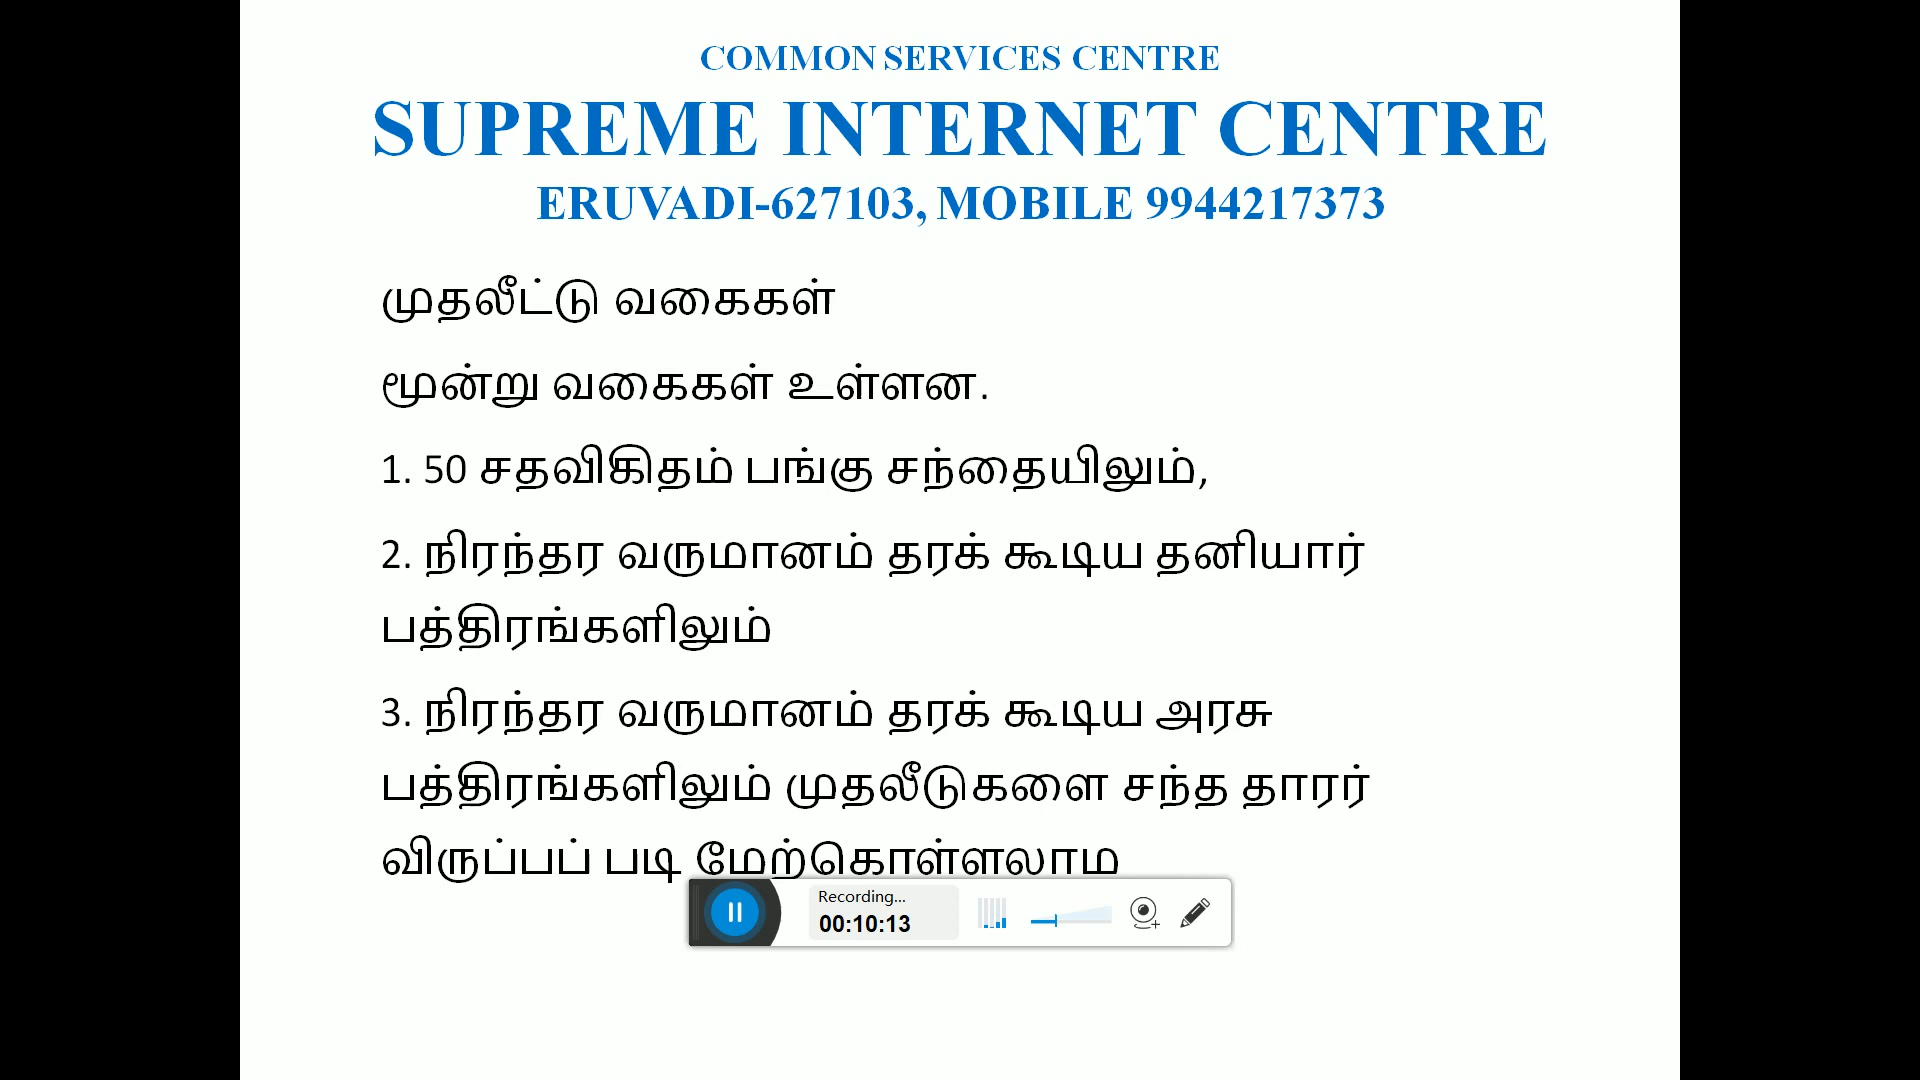 COMMON SERVICES CENTRE
SUPREME INTERNET CENTRE
ERUVADI-627103, MOBILE 9944217373
முதலீட்டு வகைகள்
மூன்று வகைகள் உள்ளன.
1. 50 சதவிகிதம் பங்கு சந்தையிலும்,
2. நிரந்தர வருமானம் தரக் கூடிய தனியார்
பத்திரங்களிலும்
3. நிரந்தர வருமானம் தரக் கூடிய அரசு
பத்திரங்களிலும் முதலீடுகளை சந்த தாரர்
விருப்பப் படி மேற்கொள்ளலாம
Recording...
00:10:13